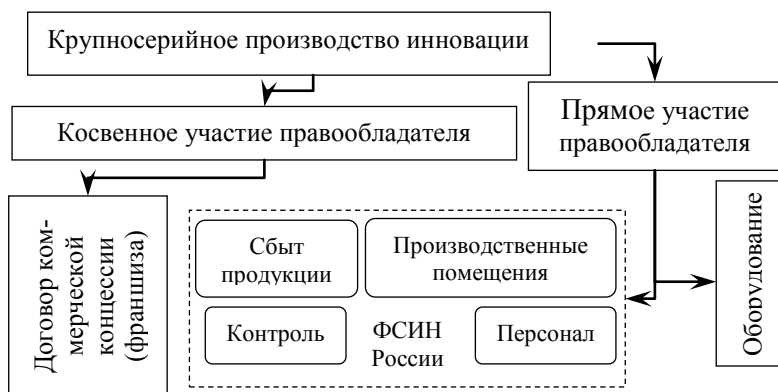 Крупносерийное производство инновации
Косвенное участие правообладателя
Прямое участие
правообладателя
Договор ком-
мерческой
концессии
(франшиза)
Сбыт
продукции
Производственные
помещения
Контроль
ФСИН
России
Персонал
Оборудование